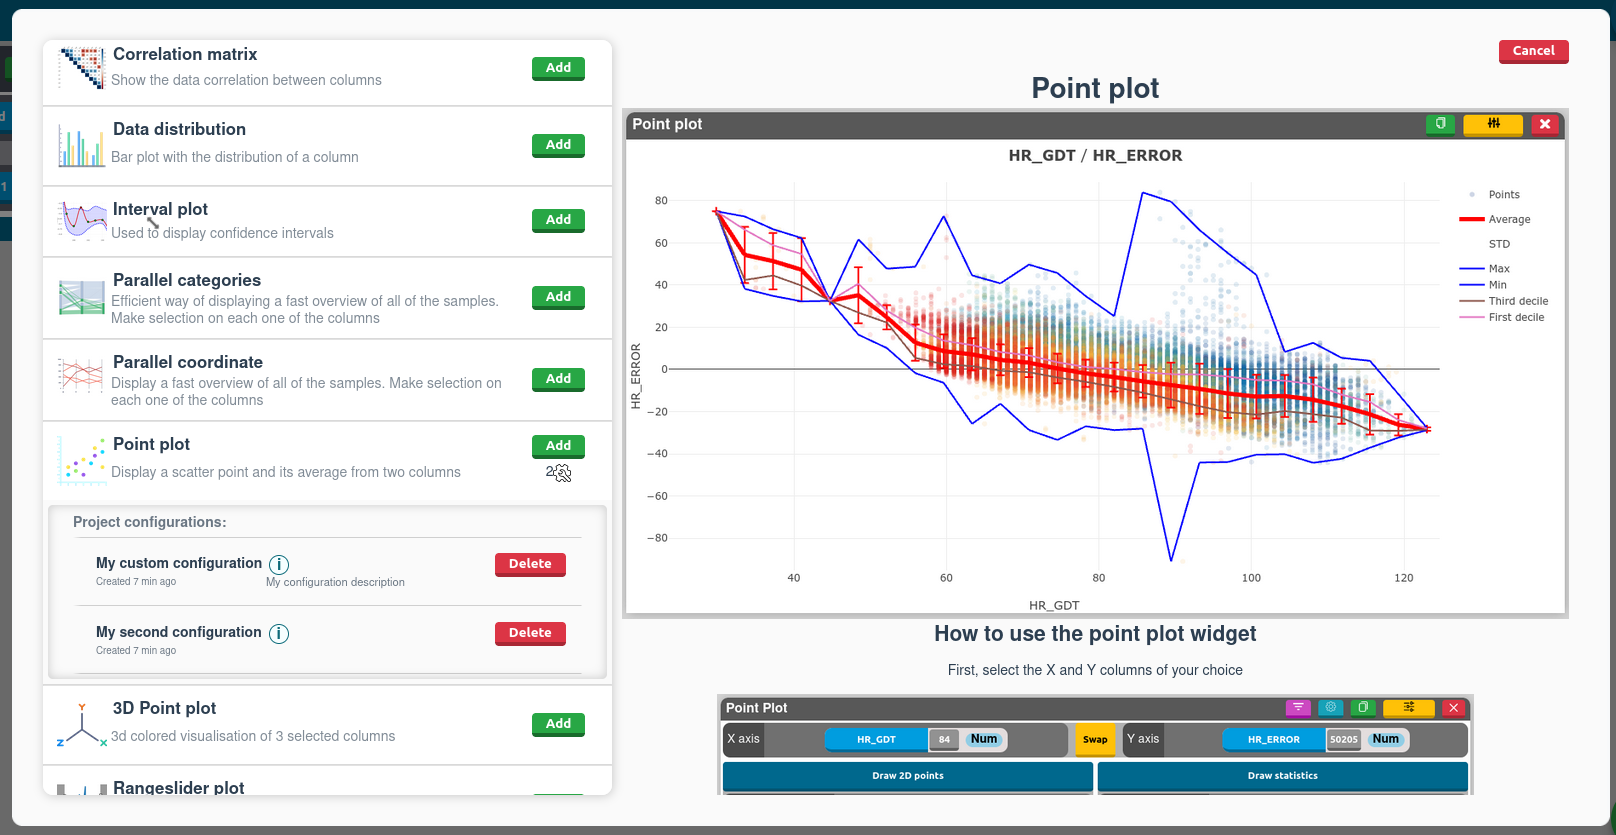 Correlation matrix
Show the data correlation between columns
Add
Data distribution
Bar plot with the distribution of a column
Add
Interval plot
Used to display confidence intervals
Add
Parallel categories
Efficient way of displaying a fast overview of all of the samples.
Make selection on each one of the columns
Add
Parallel coordinate
Display a fast overview of all of the samples. Make selection on
each one of the columns
Add
Point plot
Display a scatter point and its average from two columns
Add
2
Project configurations:
My custom configuration i
Created 7 min ago
My configuration description
Delete
My second configuration i
Created 7 min ago
Delete
3D Point plot
3d colored visualisation of 3 selected columns
Add
Y
Z
X
Rangeslider plot
Cancel
Point plot
Point plot
HR_GDT / HR_ERROR
80
60
40
20
0
−20
−40
−60
−80
HR_ERROR
40
60
80
100
120
HR_GDT
Points
Average
STD
Max
Min
Third decile
First decile
How to use the point plot widget
First, select the X and Y columns of your choice
Point Plot
X axis HR_GDT 84 Num
Swap
Y axis HR_ERROR 50205 Num
Draw 2D points
Draw statistics
d
1